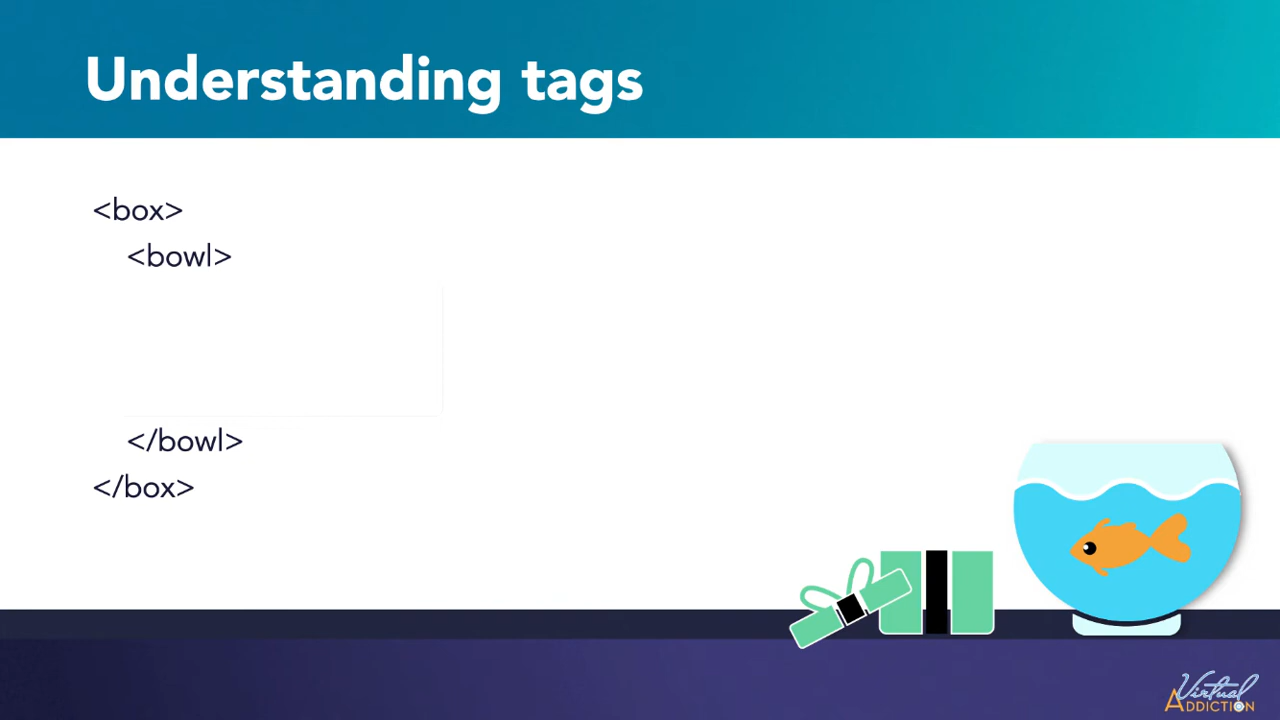 Understanding tags
<box>
<bowl>
</bowl>
</box>
Virtual
ADDICTION